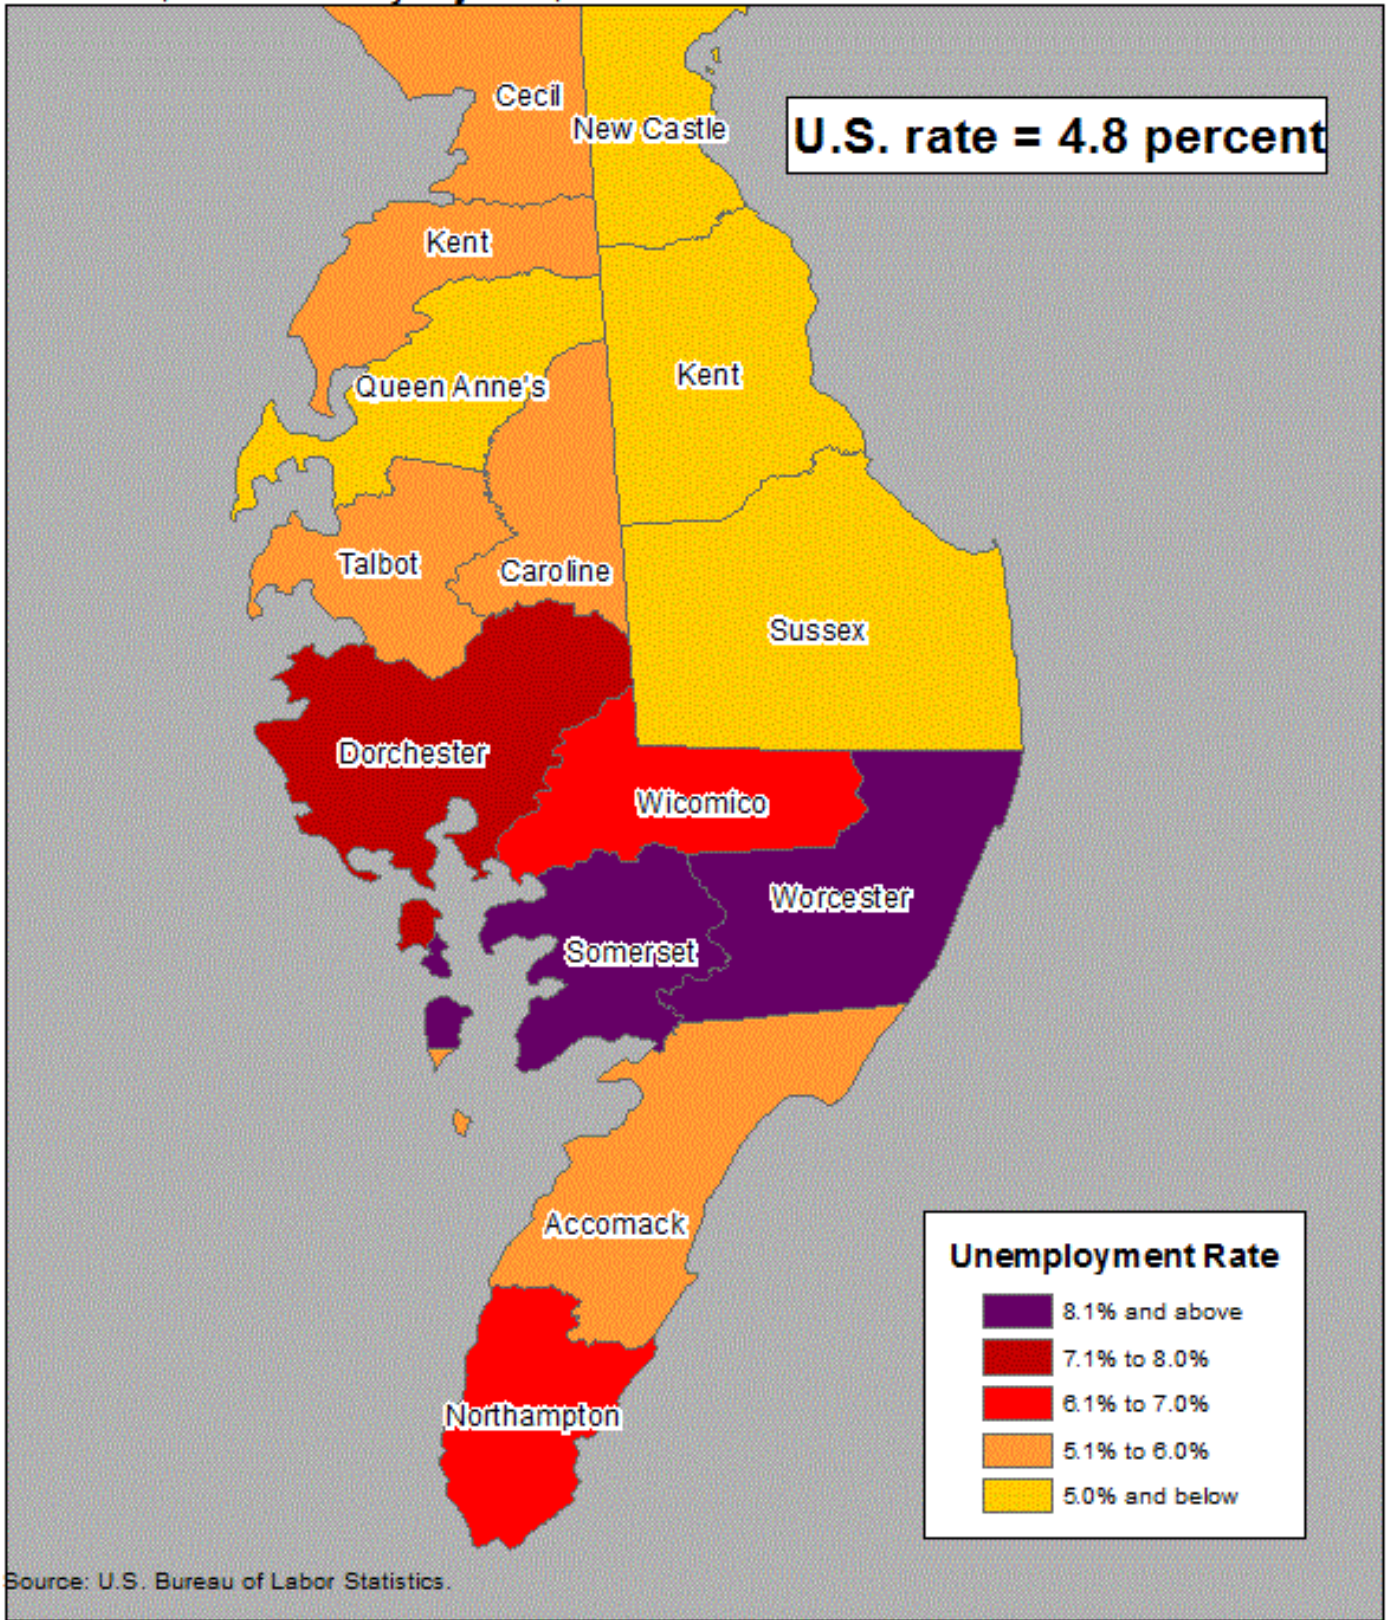 Cecil
New Castle
U.S. rate = 4.8 percent
Kent
Kent
Queen Anne's
Talbot
Caroline
Sussex
Dorchester
Wicomico
Worcester
Somerset
Accomack
Unemployment Rate
8.1% and above
7.1% to 8.0%
6.1% to 7.0%
5.1% to 6.0%
5.0% and below
Northampton
Source: U.S. Bureau of Labor Statistics.